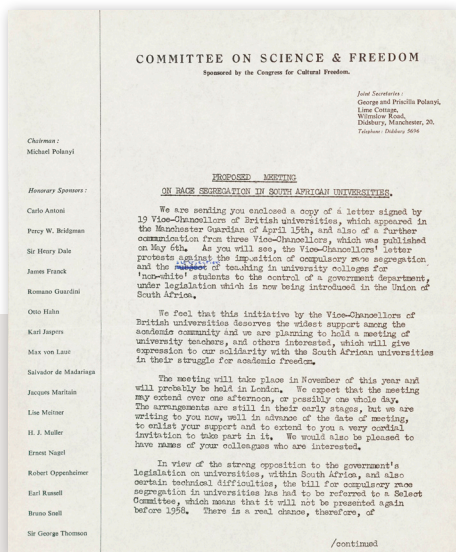 COMMITTEE ON SCIENCE & FREEDOM
Sponsored by the Congress for Cultural Freedom.
Joint Secretaries :
George and Priscilla Polanyi,
Lime Cottage,
Wilmslow Road,
Didsbury, Manchester, 20.
Telephone : Didsbury 5696
Chairman :
Michael Polanyi
Honorary Sponsors :
Carlo Antoni
Percy W. Bridgman
Sir Henry Dale
James Franck
Romano Guardini
Otto Hahn
Karl Jaspers
Max von Laue
Salvador de Madariaga
Jacques Maritain
Lise Meitner
H. J. Muller
Ernest Nagel
Robert Oppenheimer
Earl Russell
Bruno Snell
Sir George Thomson
PROPOSED MEETING
ON RACE SEGREGATION IN SOUTH AFRICAN UNIVERSITIES.
We are sending you enclosed a copy of a letter signed by
19 Vice-Chancellors of British universities, which appeared in
the Manchester Guardian of April 15th, and also of a further
communication from three Vice-Chancellors, which was published
on May 6th. As you will see, the Vice-Chancellors' letter
protests against the imposition of compulsory race segregation
and the of teaching in university colleges for
'non-white' students to the control of a government department,
under legislation which is now being introduced in the Union of
South Africa.
We feel that this initiative by the Vice-Chancellors of
British universities deserves the widest support among the
academic community and we are planning to hold a meeting of
university teachers, and others interested, which will give
expression to our solidarity with the South African universities
in their struggle for academic freedom.
The meeting will take place in November of this year and
will probably be held in London. We expect that the meeting
may extend over one afternoon, or possibly one whole day.
The arrangements are still in their early stages, but we are
writing to you now, well in advance of the date of meeting,
to enlist your support and to extend to you a very cordial
invitation to take part in it. We would also be pleased to
have names of your colleagues who are interested.
In view of the strong opposition to the government's
legislation on universities, within South Africa, and also
certain technical difficulties, the bill for compulsory race
segregation in universities has had to be referred to a Select
Committee, which means that it will not be presented again
before 1958. There is a real chance, therefore, of
/continued